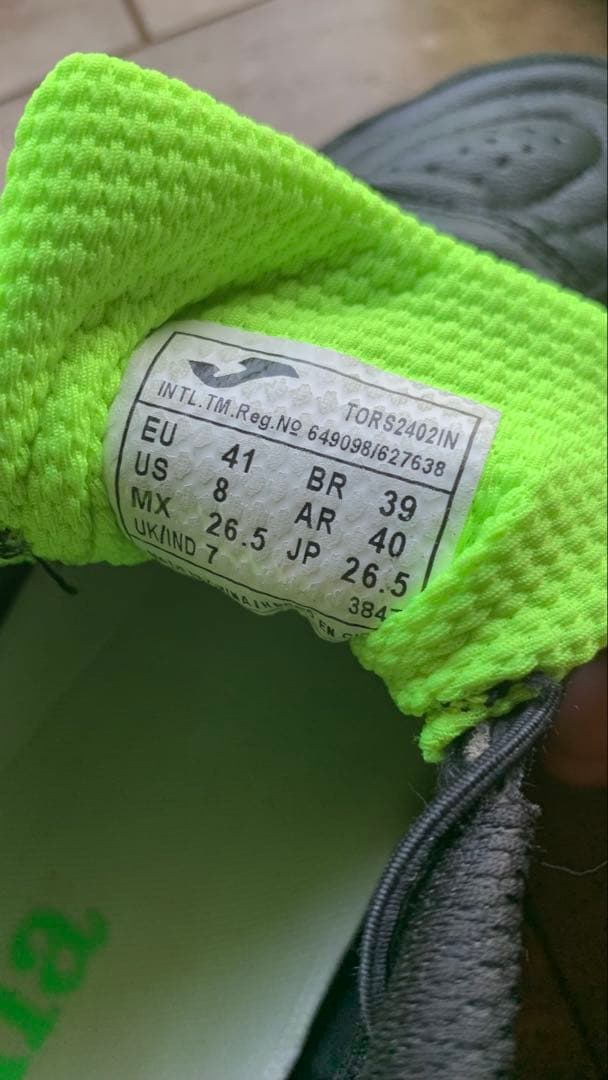 TORS2402IN
INTL.TM.Reg.Nº 649098/627638
EU 41 BR 39
US 8 AR 40
MX 26.5 JP 26.5
UK/IND 7